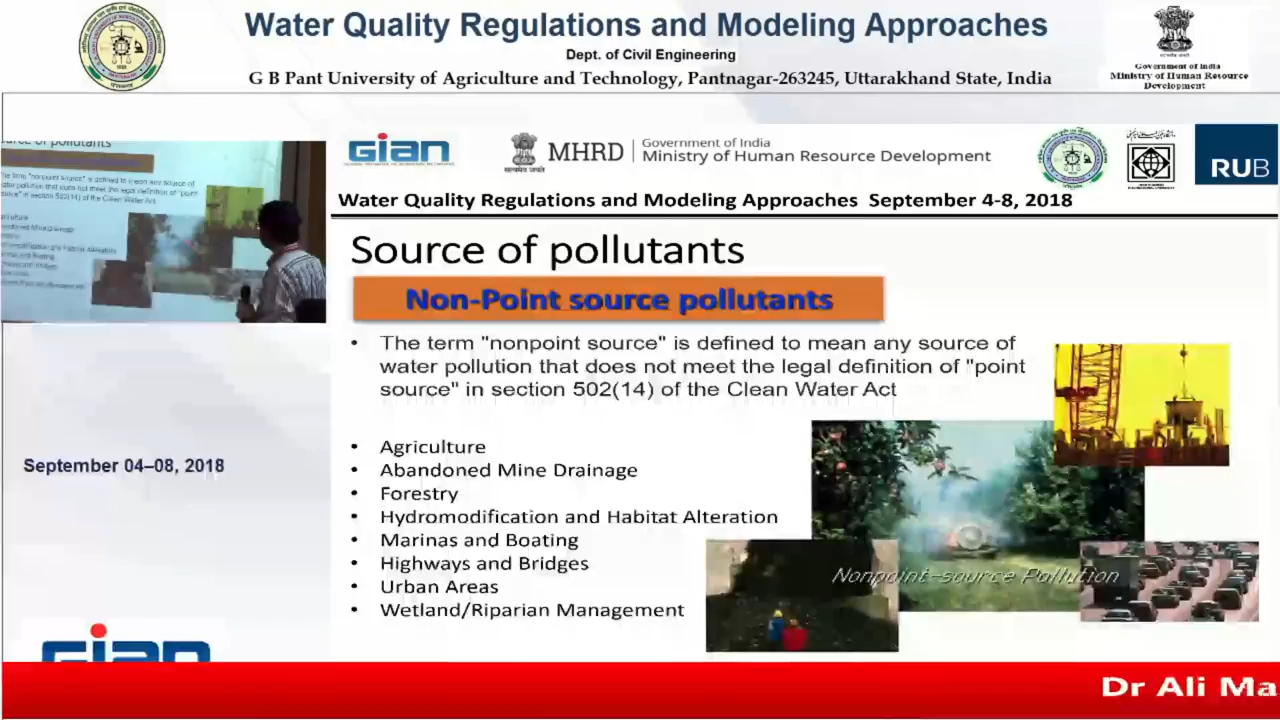 Water Quality Regulations and Modeling Approaches
Dept. of Civil Engineering
G B Pant University of Agriculture and Technology, Pantnagar-263245, Uttarakhand State, India
Government of India
Ministry of Human Resource
Development
GIAN
सत्यमेव जयते
MHRD
Government of India
Ministry of Human Resource Development
RUB
Water Quality Regulations and Modeling Approaches September 4-8, 2018
Source of pollutants
Non-Point source pollutants
• The term "nonpoint source" is defined to mean any source of
water pollution that does not meet the legal definition of "point
source" in section 502(14) of the Clean Water Act
• Agriculture
• Abandoned Mine Drainage
• Forestry
• Hydromodification and Habitat Alteration
• Marinas and Boating
• Highways and Bridges
• Urban Areas
• Wetland/Riparian Management
Nonpoint-source Pollution
September 04–08, 2018
GIAN
Dr Ali Ma